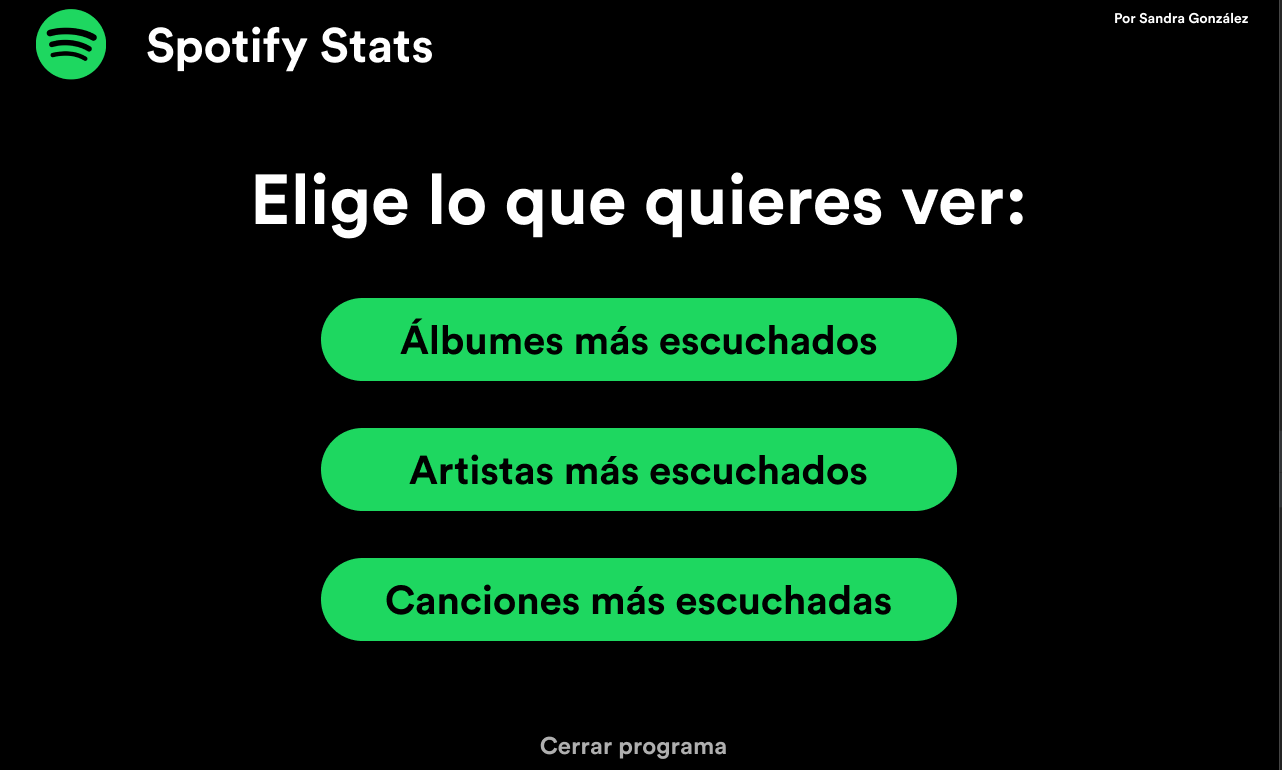 Spotify Stats
Por Sandra González
Elige lo que quieres ver:
Álbumes más escuchados
Artistas más escuchados
Canciones más escuchadas
Cerrar programa